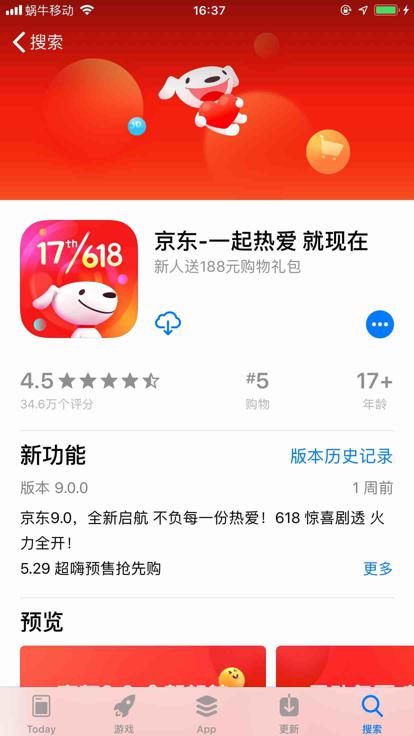 蜗牛移动 16:37
搜索
JD
17th/618
京东-一起热爱 就现在
新人送188元购物礼包
4.5
#5
17+
34.6万个评分
购物
年龄
新功能
版本历史记录
版本 9.0.0
1 周前
京东9.0，全新启航 不负每一份热爱！618 惊喜剧透 火
力全开！
5.29 超嗨预售抢先购
更多
预览
Today
游戏
App
更新
搜索